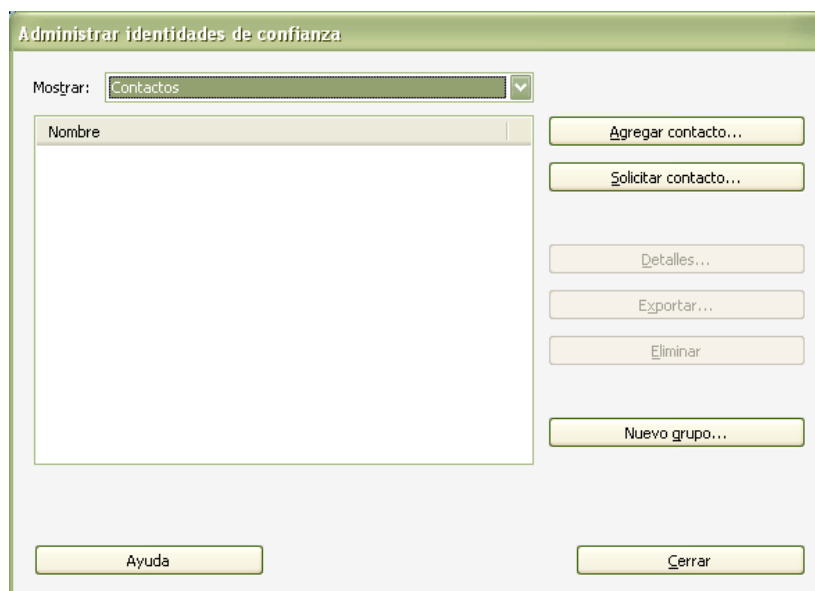 Administrar identidades de confianza
Mostrar: Contactos
Nombre
Agregar contacto...
Solicitar contacto...
Detalles...
Exportar...
Eliminar
Nuevo grupo...
Ayuda
Cerrar